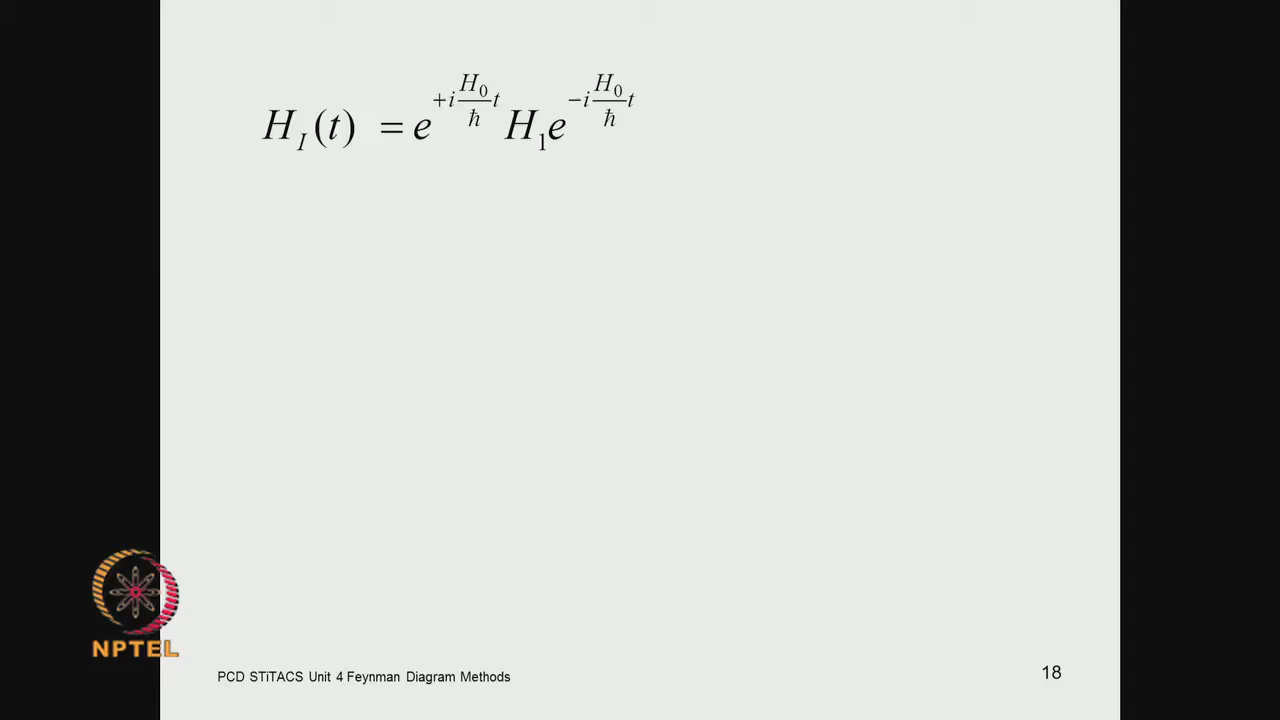 H_I(t) = e^{+i\frac{H_0}{\hbar}t} H_1 e^{-i\frac{H_0}{\hbar}t}
NPTEL
PCD STiTACS Unit 4 Feynman Diagram Methods
18